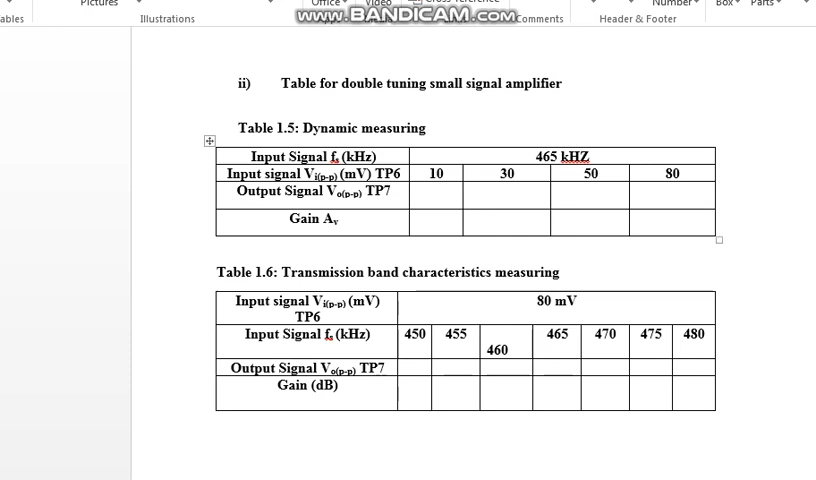 Pictures
Office
Video
Cross-reference
Number
Box
Parts
ables
Illustrations
www.BANDICAM.com
Comments
Header & Footer
ii) Table for double tuning small signal amplifier
Table 1.5: Dynamic measuring
Input Signal fs (kHz) 465 kHZ
Input signal Vi(p-p) (mV) TP6 10 30 50 80
Output Signal Vo(p-p) TP7
Gain Av
Table 1.6: Transmission band characteristics measuring
Input signal Vi(p-p) (mV) 80 mV
TP6
Input Signal fs (kHz) 450 455 465 470 475 480
460
Output Signal Vo(p-p) TP7
Gain (dB)